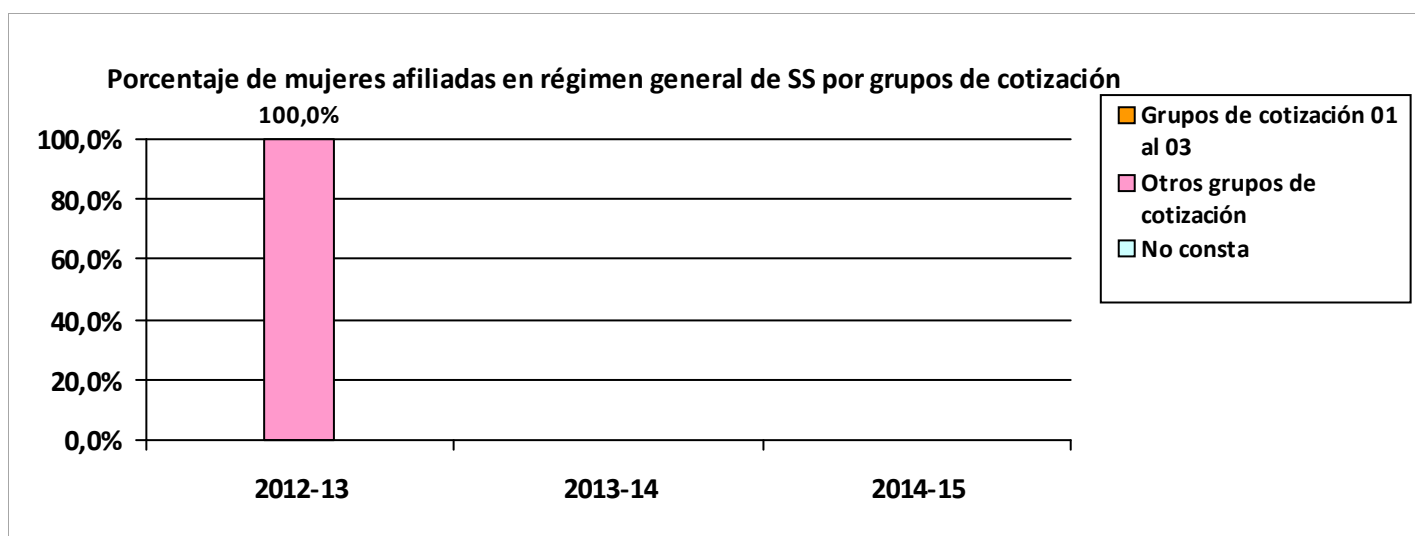 Porcentaje de mujeres afiliadas en régimen general de SS por grupos de cotización
100,0%
100,0%
80,0%
60,0%
40,0%
20,0%
0,0%
2012-13
2013-14
2014-15
Grupos de cotización 01
al 03
Otros grupos de
cotización
No consta